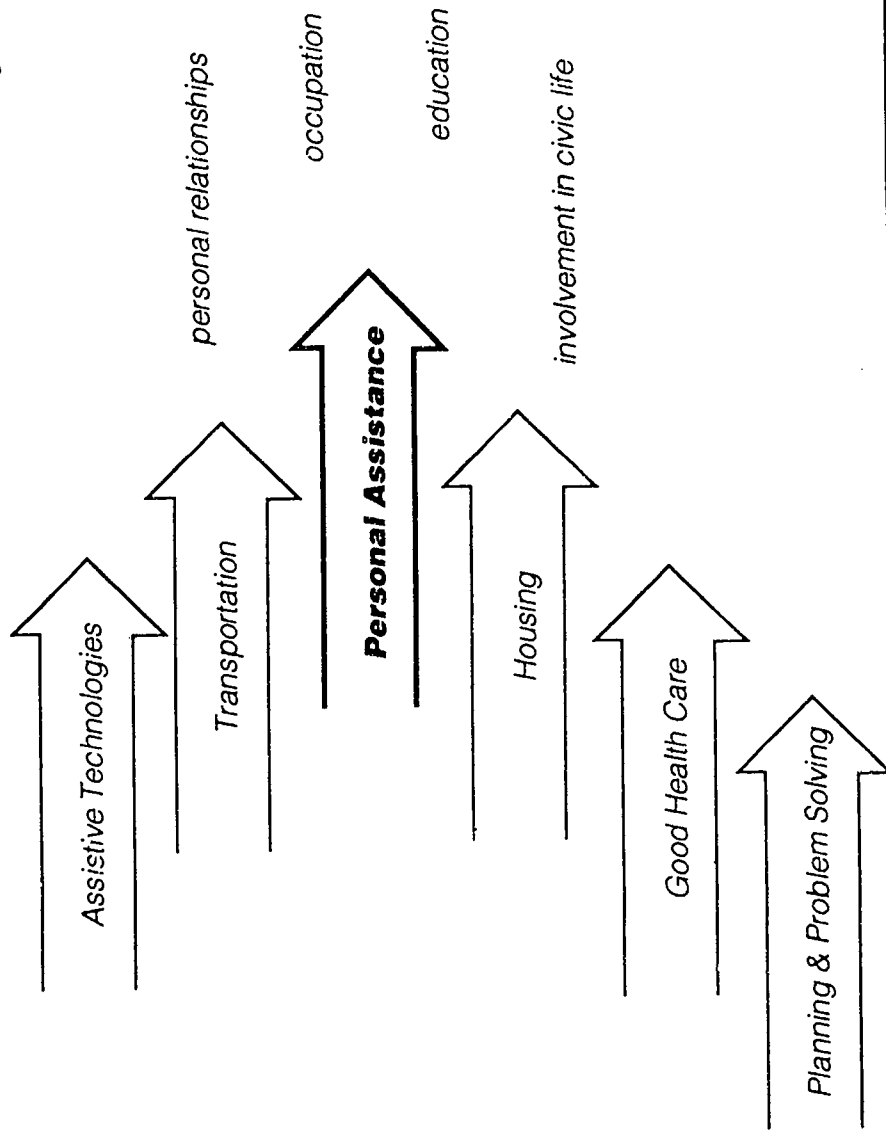 Assistive Technologies
Transportation
Personal Assistance
Housing
Good Health Care
Planning & Problem Solving
personal relationships
occupation
education
involvement in civic life